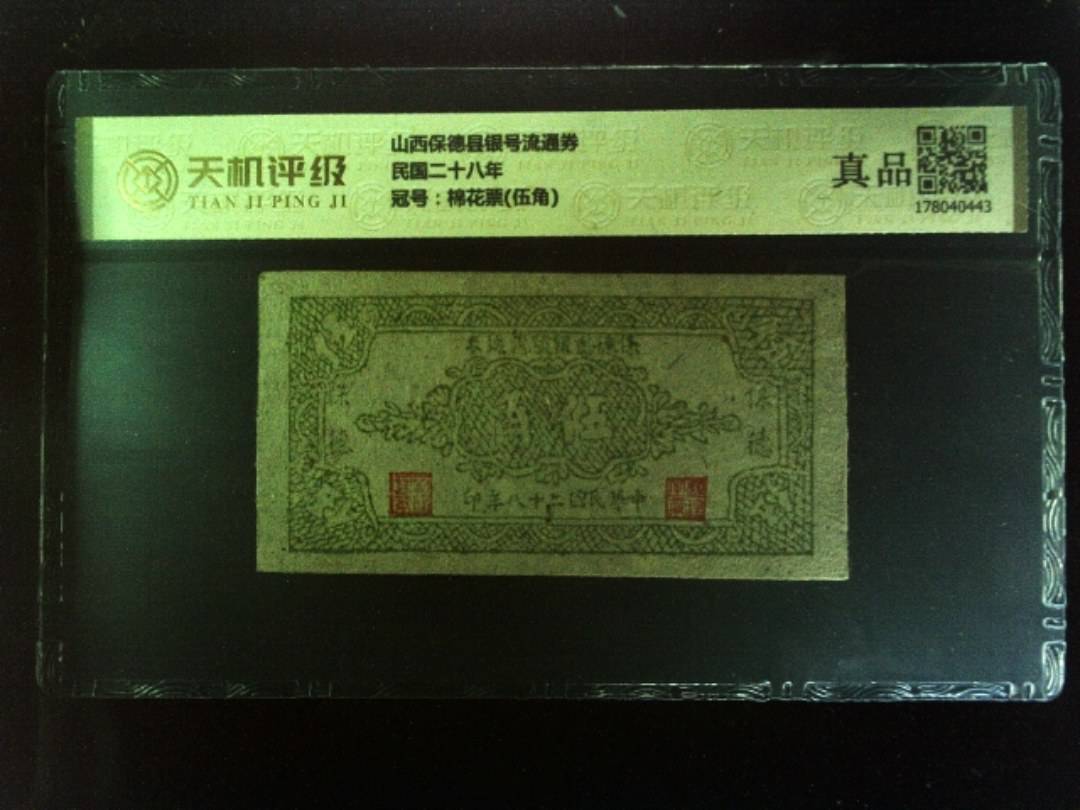 天机评级
TIAN JI PING JI
山西保德县银号流通券
民国二十八年
冠号：棉花票(伍角)
真品
178040443
保德
伍角
中華民国二十八年印